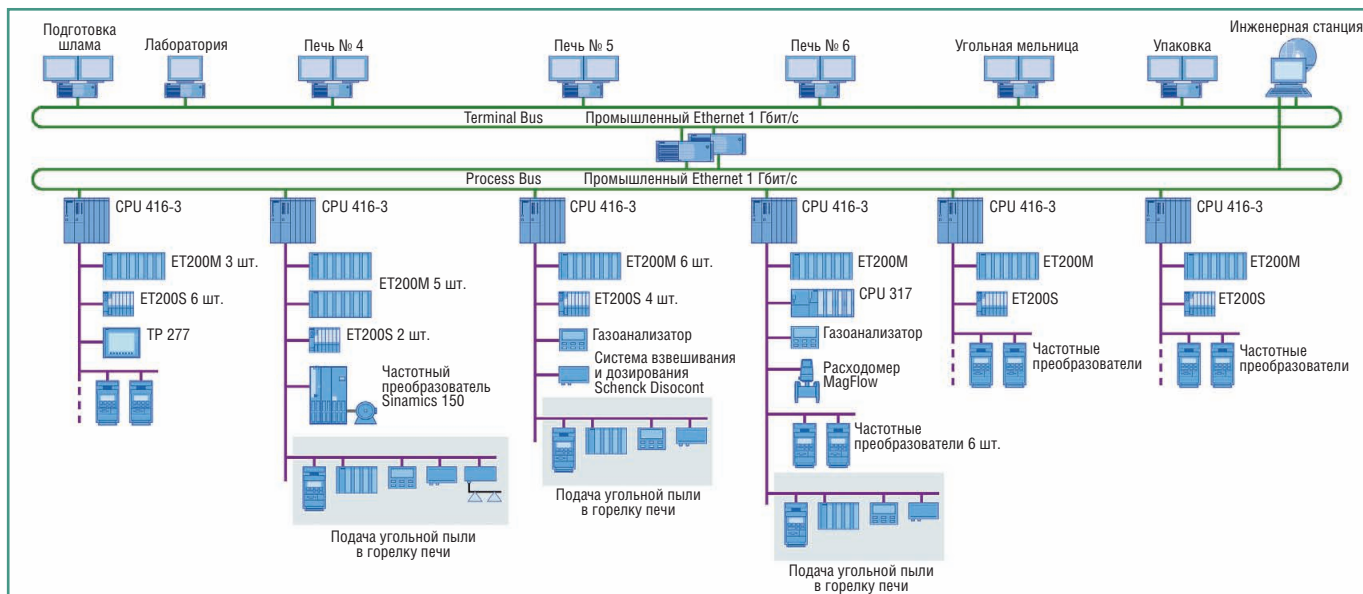 Подготовка
шлама
Лаборатория
Печь № 4
Печь № 5
Печь № 6
Угольная мельница
Упаковка
Инженерная станция
Terminal Bus Промышленный Ethernet 1 Гбит/с
Process Bus Промышленный Ethernet 1 Гбит/с
CPU 416-3
ET200M 3 шт.
ET200S 6 шт.
TP 277
CPU 416-3
ET200M 5 шт.
ET200S 2 шт.
Частотный
преобразователь
Sinamics 150
Подача угольной пыли
в горелку печи
CPU 416-3
ET200M 6 шт.
ET200S 4 шт.
Газоанализатор
Система взвешивания
и дозирования
Schenck Disocont
Подача угольной пыли
в горелку печи
CPU 416-3
ET200M
CPU 317
Газоанализатор
Расходомер
MagFlow
Частотные
преобразователи 6 шт.
Подача угольной пыли
в горелку печи
CPU 416-3
ET200M
ET200S
Частотные
преобразователи
CPU 416-3
ET200M
ET200S
Частотные
преобразователи